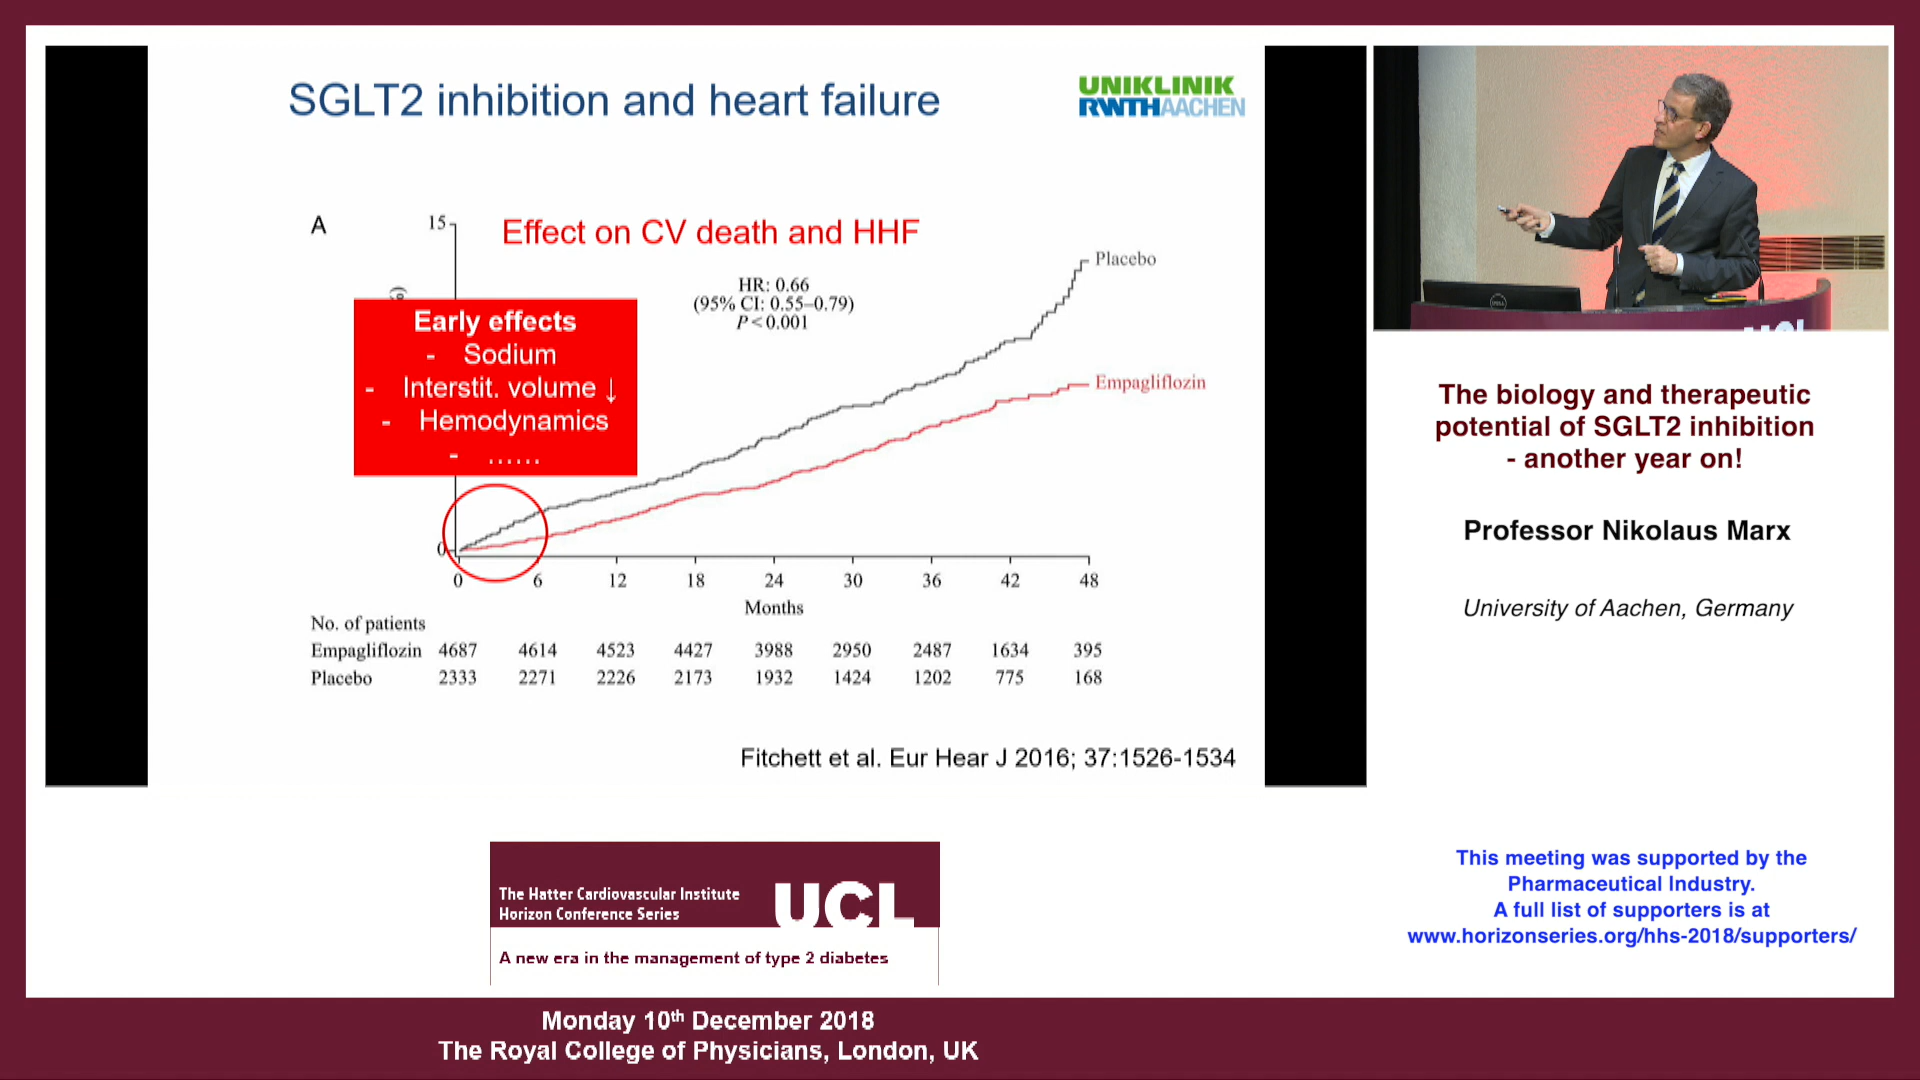 SGLT2 inhibition and heart failure
UNIKLINIK
RWTHAACHEN
A
15
Effect on CV death and HHF
HR: 0.66
(95% CI: 0.55–0.79)
P<0.001
Placebo
Empagliflozin
Early effects
- Sodium
- Interstit. volume ↓
- Hemodynamics
- ......
0
0 6 12 18 24 30 36 42 48
Months
No. of patients
Empagliflozin 4687 4614 4523 4427 3988 2950 2487 1634 395
Placebo 2333 2271 2226 2173 1932 1424 1202 775 168
Fitchett et al. Eur Hear J 2016; 37:1526-1534
DELL
UCL
The biology and therapeutic
potential of SGLT2 inhibition
- another year on!
Professor Nikolaus Marx
University of Aachen, Germany
This meeting was supported by the
Pharmaceutical Industry.
A full list of supporters is at
www.horizonseries.org/hhs-2018/supporters/
The Hatter Cardiovascular Institute
Horizon Conference Series
UCL
A new era in the management of type 2 diabetes
Monday 10th December 2018
The Royal College of Physicians, London, UK